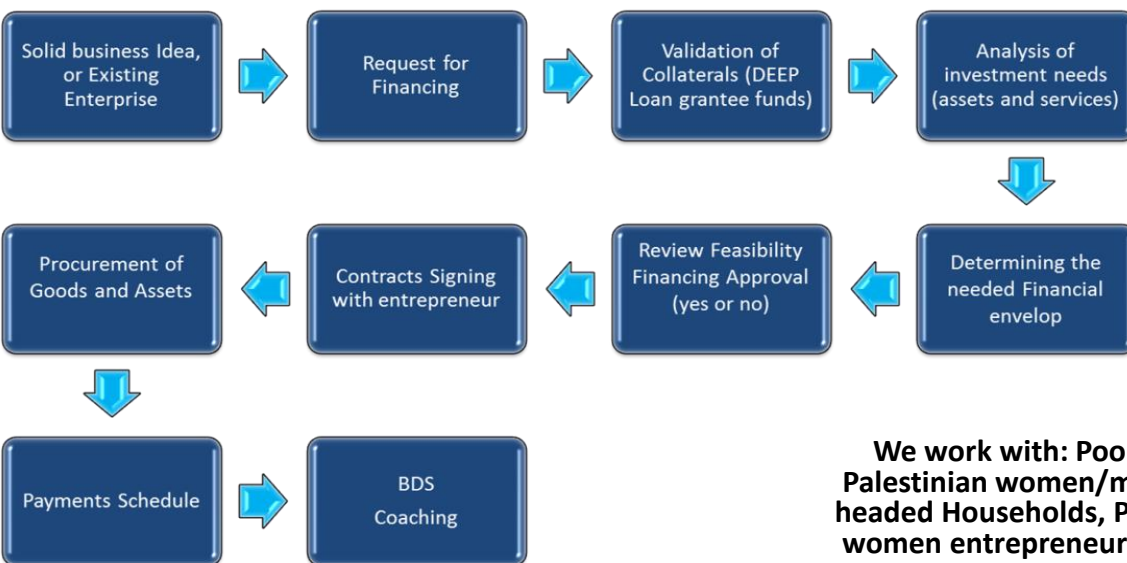 Solid business Idea,
or Existing
Enterprise
Request for
Financing
Validation of
Collaterals (DEEP
Loan grantee funds)
Analysis of
investment needs
(assets and services)
Determining the
needed Financial
envelop
Review Feasibility
Financing Approval
(yes or no)
Contracts Signing
with entrepreneur
Procurement of
Goods and Assets
Payments Schedule
BDS
Coaching
We work with: Poo
Palestinian women/m
headed Households, P
women entrepreneur